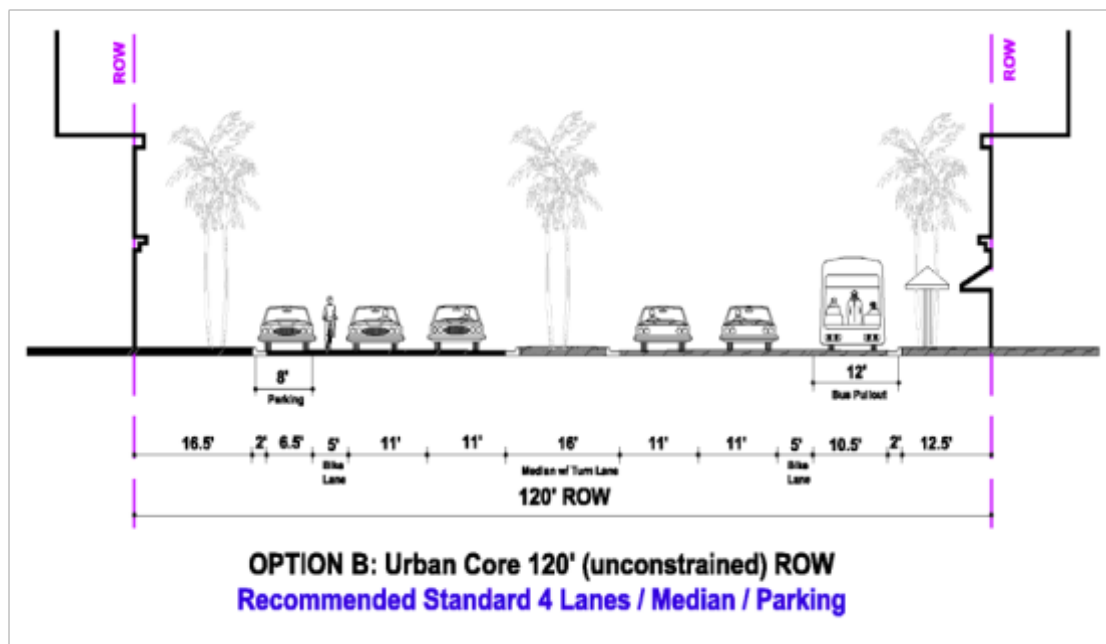 ROW
ROW
8'
Parking
12'
Bus Pullout
16.5' 2' 6.5' 5' 11' 11' 16' 11' 11' 5' 10.5' 2' 12.5'
Bike
Lane
Median w/ Turn Lane
Bike
Lane
120' ROW
OPTION B: Urban Core 120' (unconstrained) ROW
Recommended Standard 4 Lanes / Median / Parking